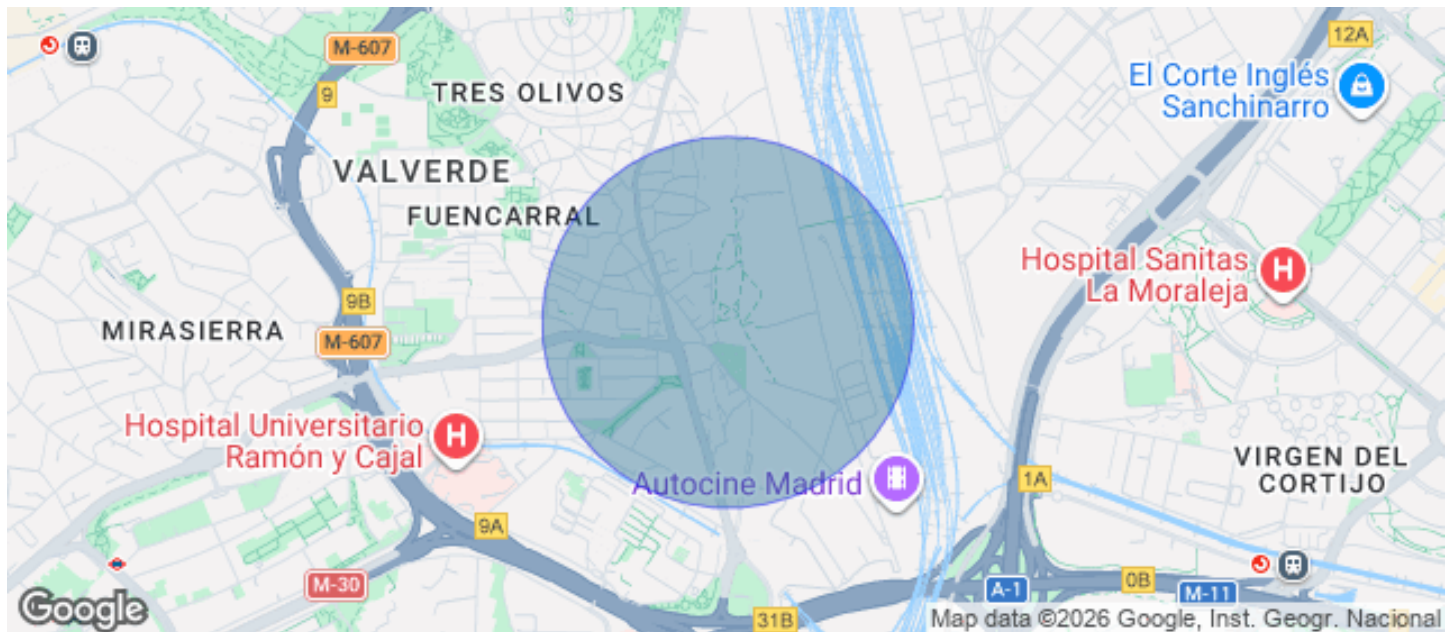 M-607
12A
El Corte Inglés
Sanchinarro
9
TRES OLIVOS
VALVERDE
FUENCARRAL
Hospital Sanitas
La Moraleja
H
9B
MIRASIERRA
M-607
Hospital Universitario
Ramón y Cajal
H
Autocine Madrid
VIRGEN DEL
CORTIJO
1A
9A
M-30
A-1
0B
M-11
31B
Google
Map data ©2026 Google, Inst. Geogr. Nacional